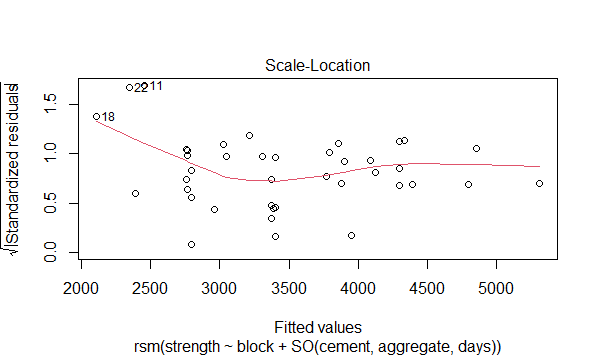 Scale-Location
√|Standardized residuals|
0.0 0.5 1.0 1.5
22 11
18
2000 2500 3000 3500 4000 4500 5000
Fitted values
rsm(strength ~ block + SO(cement, aggregate, days))